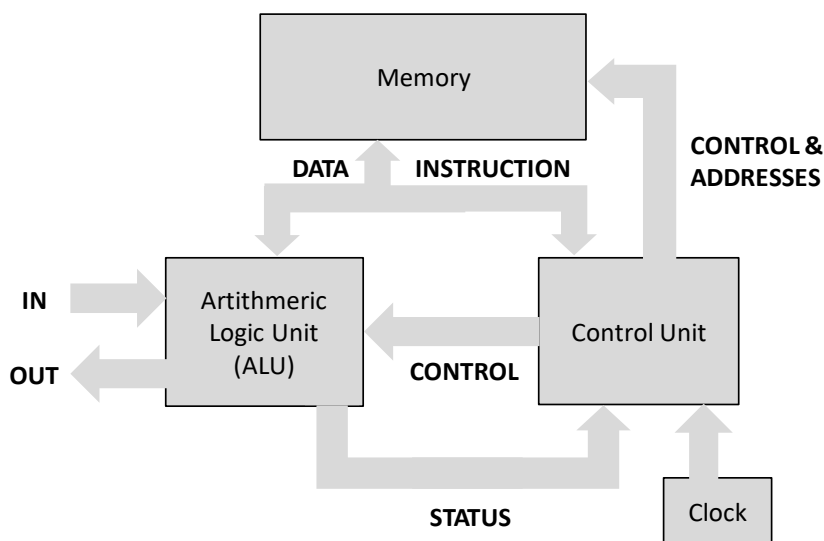 Memory
CONTROL &
ADDRESSES
DATA
INSTRUCTION
IN
OUT
Artithmeric
Logic Unit
(ALU)
CONTROL
Control Unit
STATUS
Clock